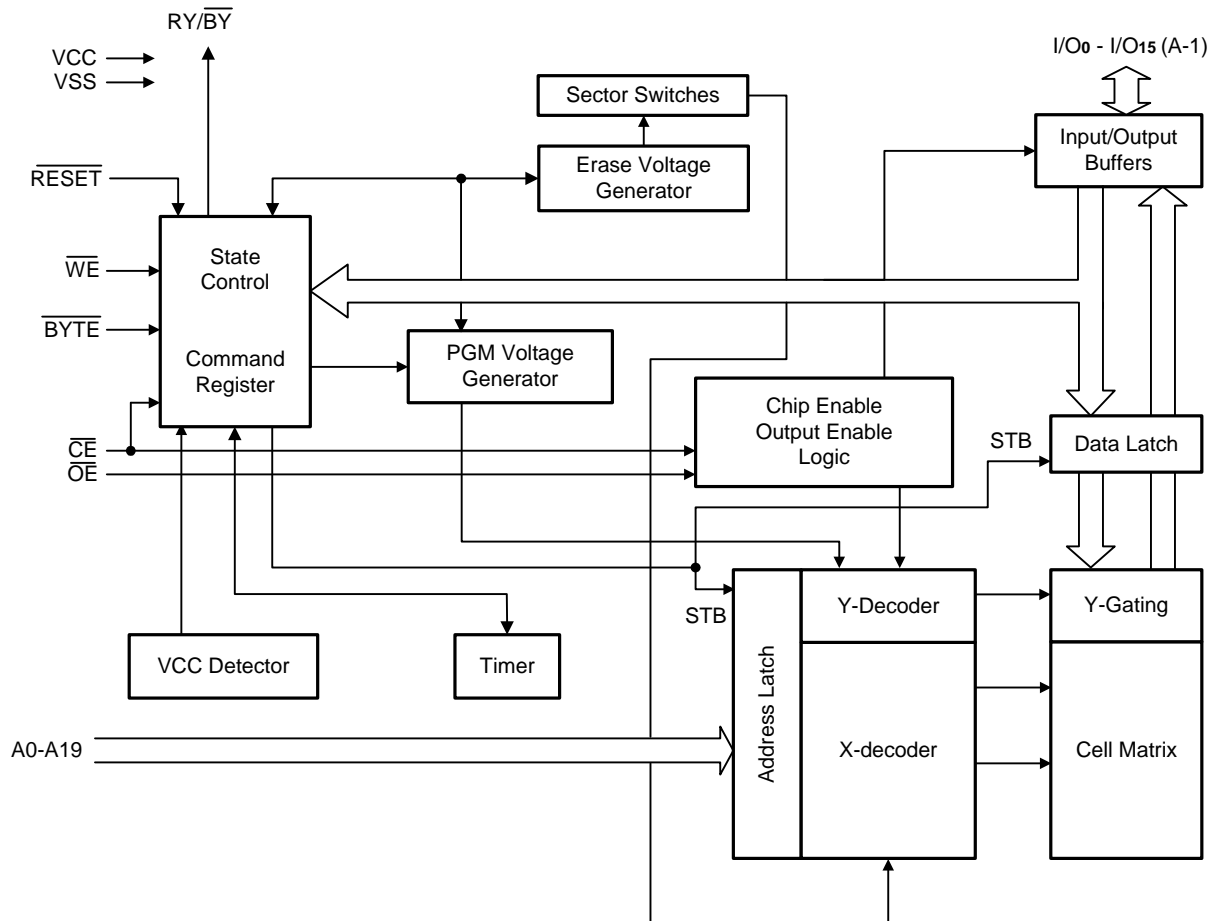 RY/BY
VCC
VSS
I/O0 - I/O15 (A-1)
Sector Switches
Input/Output
Buffers
Erase Voltage
Generator
RESET
State
Control
WE
BYTE
PGM Voltage
Generator
Command
Register
Chip Enable
Output Enable
Logic
CE
OE
STB
Data Latch
STB
Address Latch
Y-Decoder
Y-Gating
VCC Detector
Timer
A0-A19
X-decoder
Cell Matrix